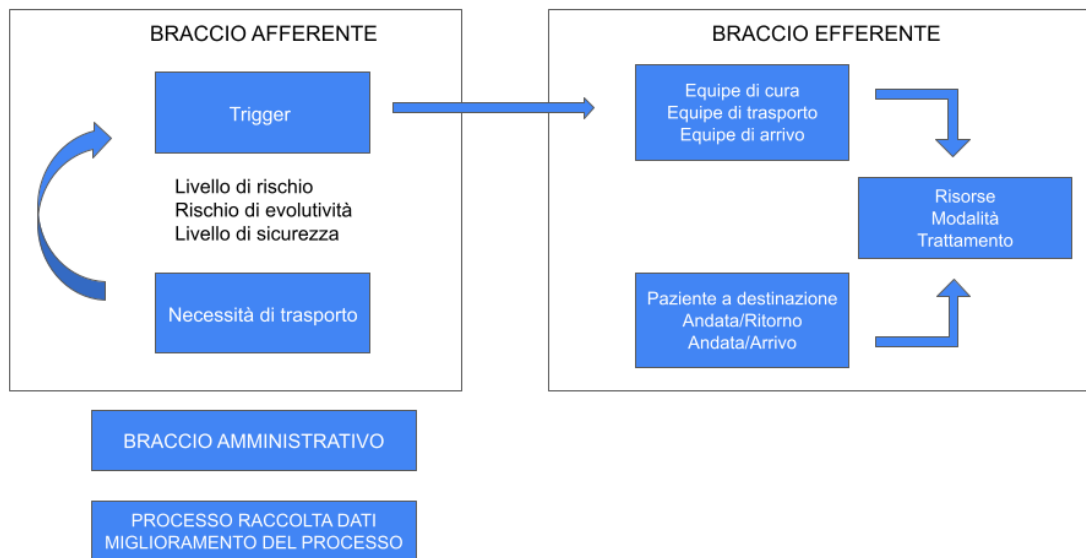 BRACCIO AFFERENTE
Trigger
Livello di rischio
Rischio di evolutività
Livello di sicurezza
Necessità di trasporto
BRACCIO EFFERENTE
Equipe di cura
Equipe di trasporto
Equipe di arrivo
Risorse
Modalità
Trattamento
Paziente a destinazione
Andata/Ritorno
Andata/Arrivo
BRACCIO AMMINISTRATIVO
PROCESSO RACCOLTA DATI
MIGLIORAMENTO DEL PROCESSO